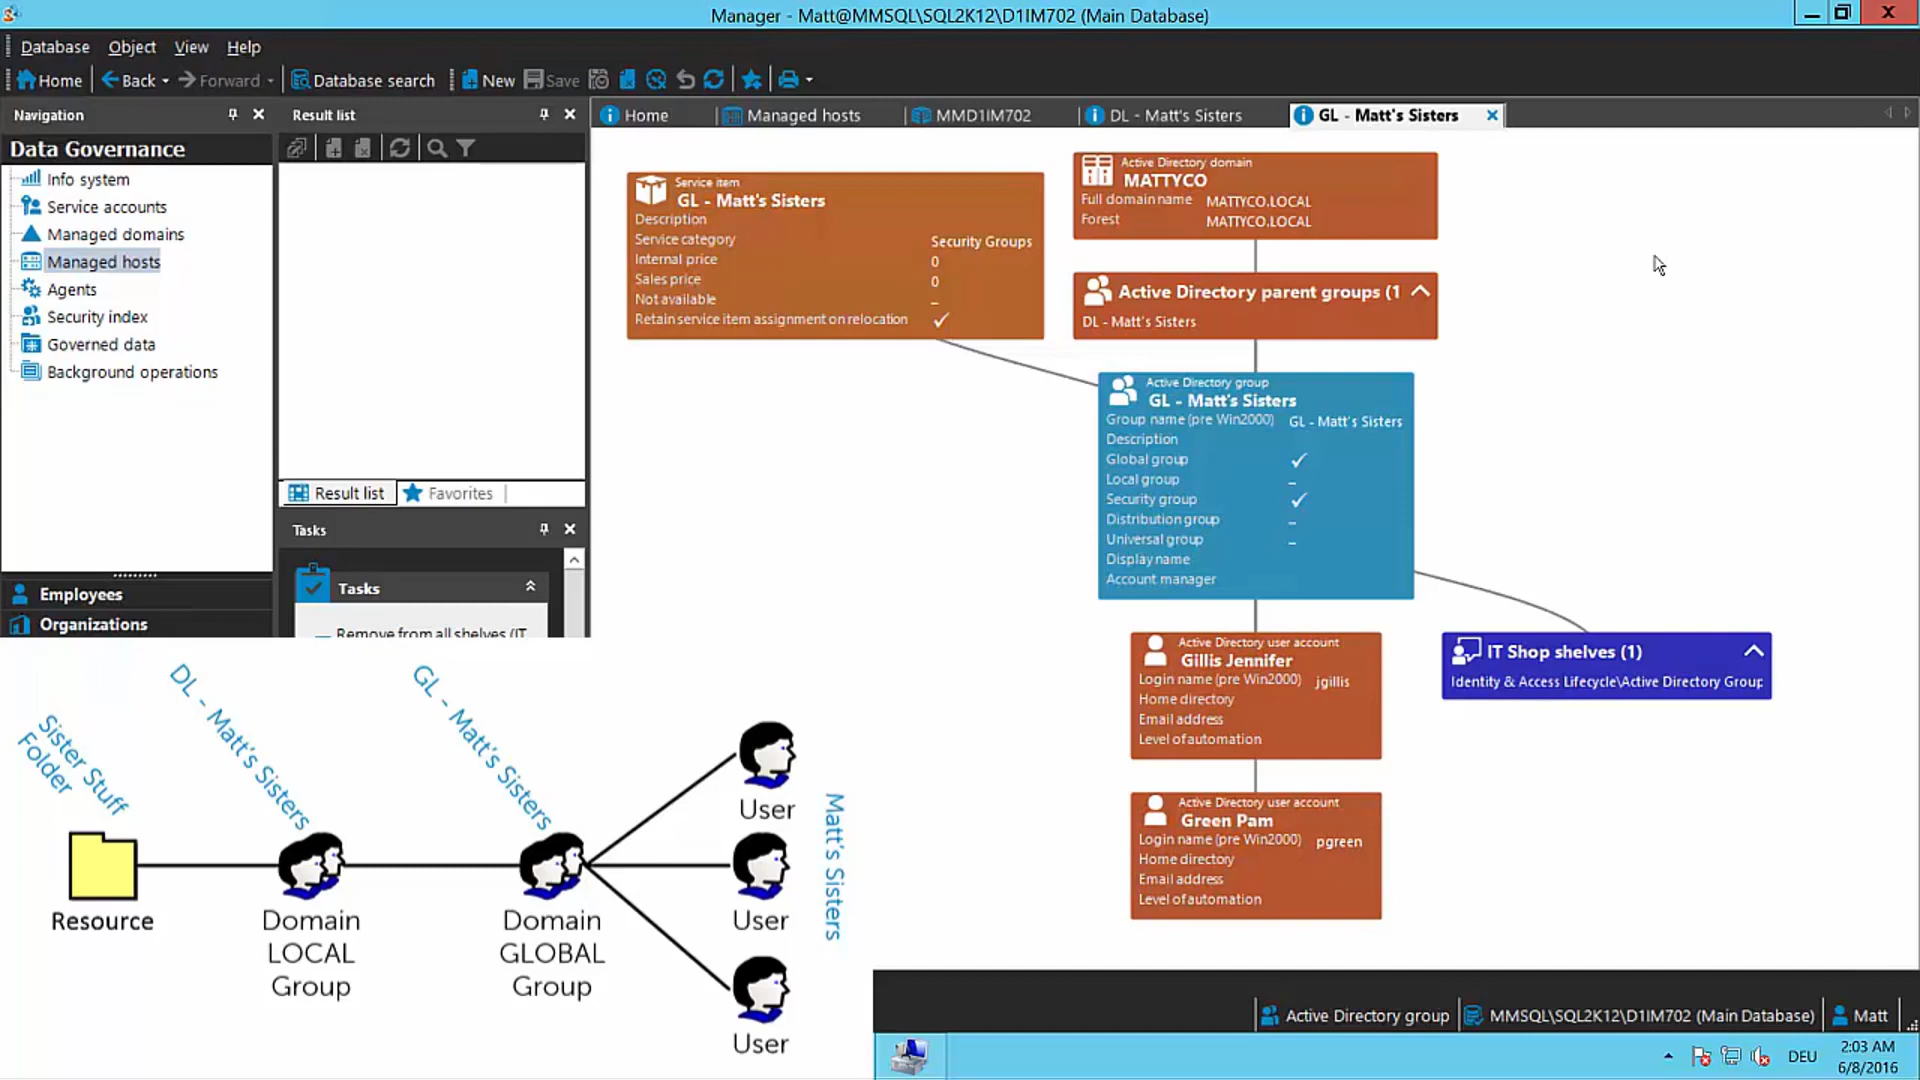 Manager - Matt@MMSQL\SQL2K12\D1IM702 (Main Database)
Database Object View Help
Home Back Forward Database search New Save
Navigation
Data Governance
Info system
Service accounts
Managed domains
Managed hosts
Agents
Security index
Governed data
Background operations
Employees
Organizations
Result list
Result list Favorites
Tasks
Tasks
Remove from all shelves (IT
Home Managed hosts MMD1IM702 DL - Matt's Sisters GL - Matt's Sisters
Service item
GL - Matt's Sisters
Description
Service category Security Groups
Internal price 0
Sales price 0
Not available
Retain service item assignment on relocation
Active Directory domain
MATTYCO
Full domain name MATTYCO.LOCAL
Forest MATTYCO.LOCAL
Active Directory parent groups (1
DL - Matt's Sisters
Active Directory group
GL - Matt's Sisters
Group name (pre Win2000) GL - Matt's Sisters
Description
Global group
Local group
Security group
Distribution group
Universal group
Display name
Account manager
Active Directory user account
Gillis Jennifer
Login name (pre Win2000) jgillis
Home directory
Email address
Level of automation
IT Shop shelves (1)
Identity & Access Lifecycle\Active Directory Group
Active Directory user account
Green Pam
Login name (pre Win2000) pgreen
Home directory
Email address
Level of automation
Sister Stuff
Folder
DL - Matt's Sisters
GL - Matt's Sisters
Matt's Sisters
Resource
Domain
LOCAL
Group
Domain
GLOBAL
Group
User
User
User
Active Directory group MMSQL\SQL2K12\D1IM702 (Main Database) Matt
DEU
2:03 AM
6/8/2016